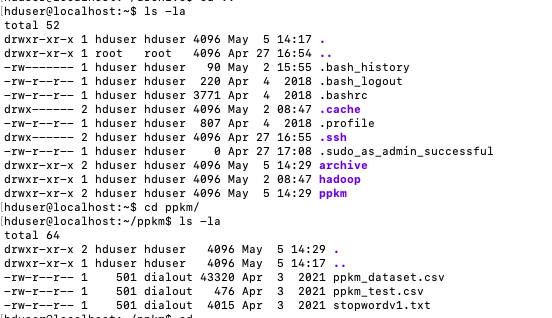 hduser@localhost:~$ ls -la
total 52
drwxr-xr-x 1 hduser hduser 4096 May  5 14:17 .
drwxr-xr-x 1 root   root   4096 Apr 27 16:54 ..
-rw------- 1 hduser hduser   90 May  2 15:55 .bash_history
-rw-r--r-- 1 hduser hduser  220 Apr  4  2018 .bash_logout
-rw-r--r-- 1 hduser hduser 3771 Apr  4  2018 .bashrc
drwx------ 2 hduser hduser 4096 May  2 08:47 .cache
-rw-r--r-- 1 hduser hduser  807 Apr  4  2018 .profile
drwx------ 2 hduser hduser 4096 Apr 27 16:55 .ssh
-rw-r--r-- 1 hduser hduser    0 Apr 27 17:08 .sudo_as_admin_successful
drwxr-xr-x 2 hduser hduser 4096 May  5 14:29 archive
drwxr-xr-x 1 hduser hduser 4096 May  2 08:47 hadoop
drwxr-xr-x 2 hduser hduser 4096 May  5 14:29 ppkm
hduser@localhost:~$ cd ppkm/
hduser@localhost:~/ppkm$ ls -la
total 64
drwxr-xr-x 2 hduser hduser   4096 May  5 14:29 .
drwxr-xr-x 1 hduser hduser   4096 May  5 14:17 ..
-rw-r--r-- 1    501 dialout 43320 Apr  3  2021 ppkm_dataset.csv
-rw-r--r-- 1    501 dialout   476 Apr  3  2021 ppkm_test.csv
-rw-r--r-- 1    501 dialout  4015 Apr  3  2021 stopwordv1.txt
hduser@localhost:~/ppkm$ cd